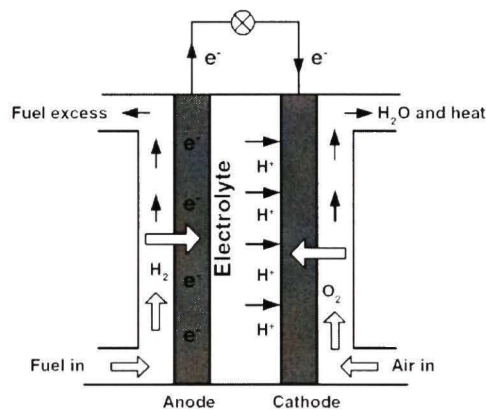 e⁻ e⁻
Fuel excess
H₂O and heat
e⁻
e⁻
e⁻
e⁻
e⁻
Electrolyte
H⁺
H⁺
H⁺
H⁺
H₂
O₂
Fuel in
Air in
Anode Cathode